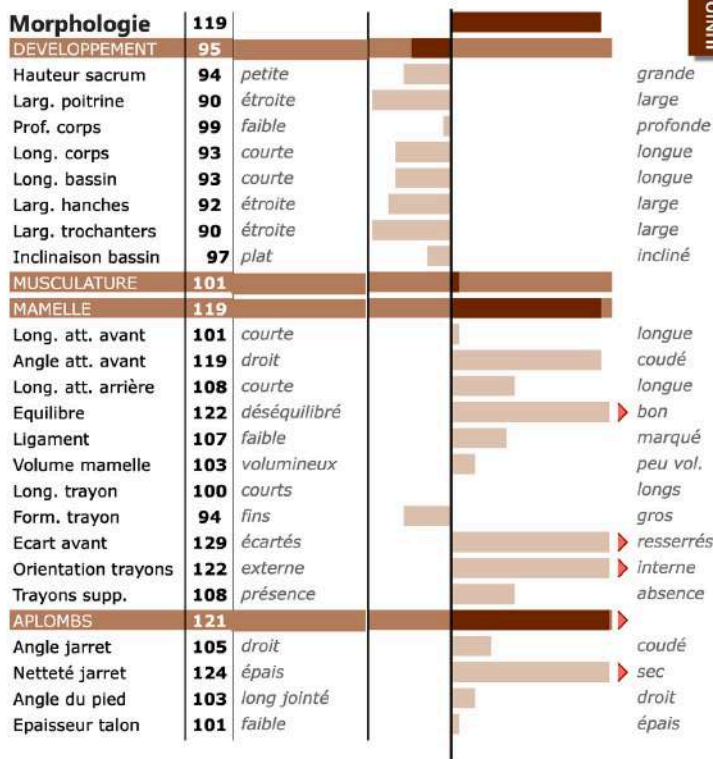 Morphologie 119
DEVELOPPEMENT 95
Hauteur sacrum 94 petite grande
Larg. poitrine 90 étroite large
Prof. corps 99 faible profonde
Long. corps 93 courte longue
Long. bassin 93 courte longue
Larg. hanches 92 étroite large
Larg. trochanters 90 étroite large
Inclinaison bassin 97 plat incliné
MUSCULATURE 101
MAMELLE 119
Long. att. avant 101 courte longue
Angle att. avant 119 droit coudé
Long. att. arrière 108 courte longue
Equilibre 122 déséquilibré bon
Ligament 107 faible marqué
Volume mamelle 103 volumineux peu vol.
Long. trayon 100 courts longs
Form. trayon 94 fins gros
Ecart avant 129 écartés resserrés
Orientation trayons 122 externe interne
Trayons supp. 108 présence absence
APLOMBS 121
Angle jarret 105 droit coudé
Netteté jarret 124 épais sec
Angle du pied 103 long jointé droit
Epaisseur talon 101 faible épais